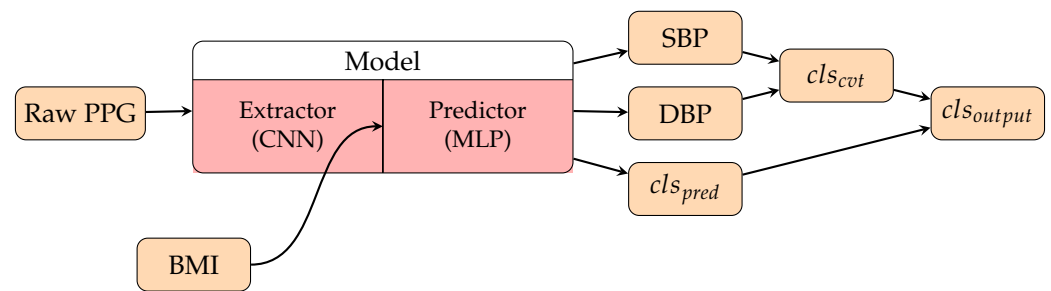 Model
Raw PPG
Extractor
(CNN)
Predictor
(MLP)
SBP
DBP
cls_pred
cls_cvt
cls_output
BMI